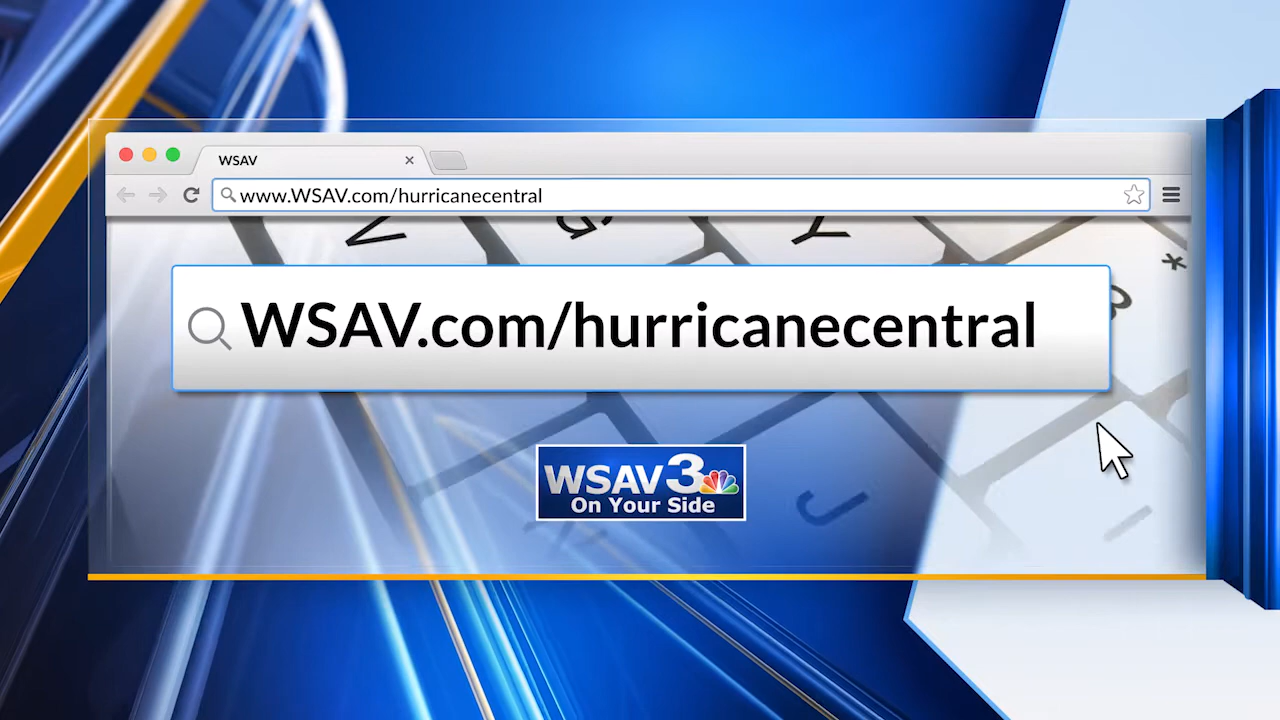 WSAV
www.WSAV.com/hurricanecentral
V G Y
*
WSAV.com/hurricanecentral
WSAV3
On Your Side
J